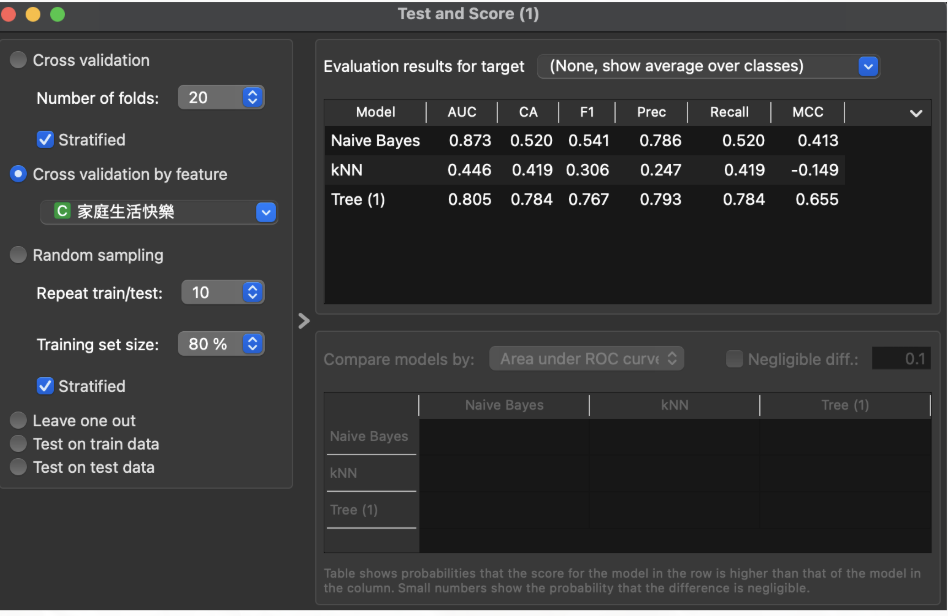 Test and Score (1)
Cross validation
Number of folds: 20
Stratified
Cross validation by feature
C 家庭生活快樂
Random sampling
Repeat train/test: 10
Training set size: 80 %
Stratified
Leave one out
Test on train data
Test on test data
Evaluation results for target (None, show average over classes)
Model AUC CA F1 Prec Recall MCC
Naive Bayes 0.873 0.520 0.541 0.786 0.520 0.413
kNN 0.446 0.419 0.306 0.247 0.419 -0.149
Tree (1) 0.805 0.784 0.767 0.793 0.784 0.655
Compare models by: Area under ROC curve Negligible diff.: 0.1
Naive Bayes kNN Tree (1)
Naive Bayes
kNN
Tree (1)
Table shows probabilities that the score for the model in the row is higher than that of the model in
the column. Small numbers show the probability that the difference is negligible.